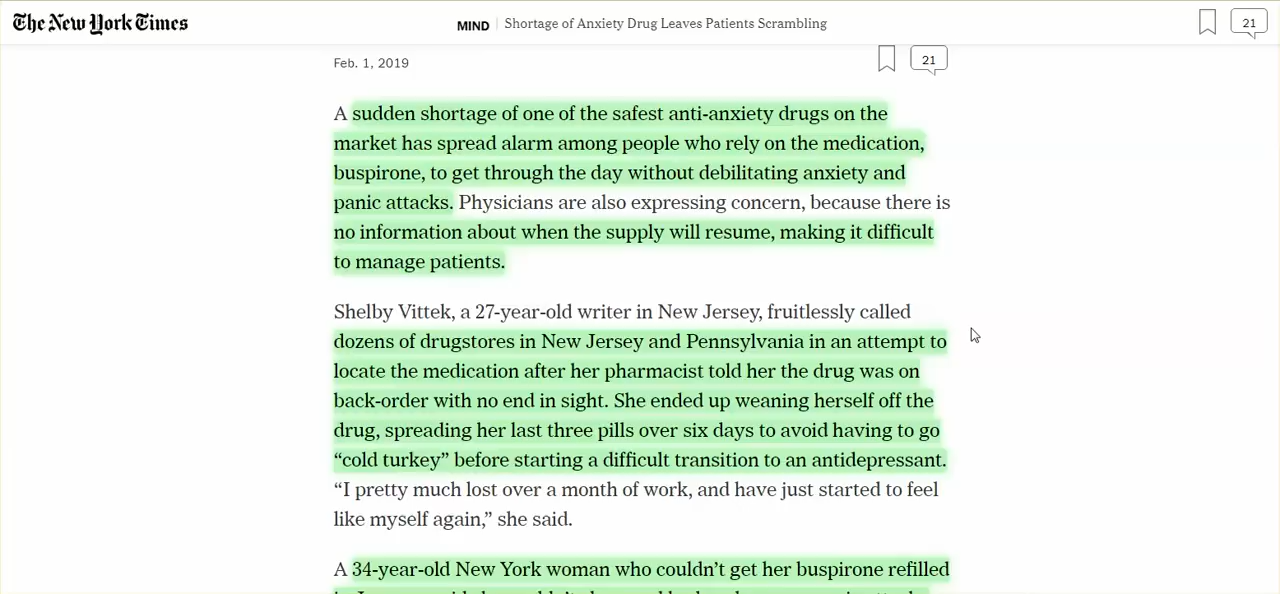 The New York Times
MIND | Shortage of Anxiety Drug Leaves Patients Scrambling
21
Feb. 1, 2019
21
A sudden shortage of one of the safest anti-anxiety drugs on the
market has spread alarm among people who rely on the medication,
buspirone, to get through the day without debilitating anxiety and
panic attacks. Physicians are also expressing concern, because there is
no information about when the supply will resume, making it difficult
to manage patients.
Shelby Vittek, a 27-year-old writer in New Jersey, fruitlessly called
dozens of drugstores in New Jersey and Pennsylvania in an attempt to
locate the medication after her pharmacist told her the drug was on
back-order with no end in sight. She ended up weaning herself off the
drug, spreading her last three pills over six days to avoid having to go
“cold turkey” before starting a difficult transition to an antidepressant.
“I pretty much lost over a month of work, and have just started to feel
like myself again,” she said.
A 34-year-old New York woman who couldn’t get her buspirone refilled